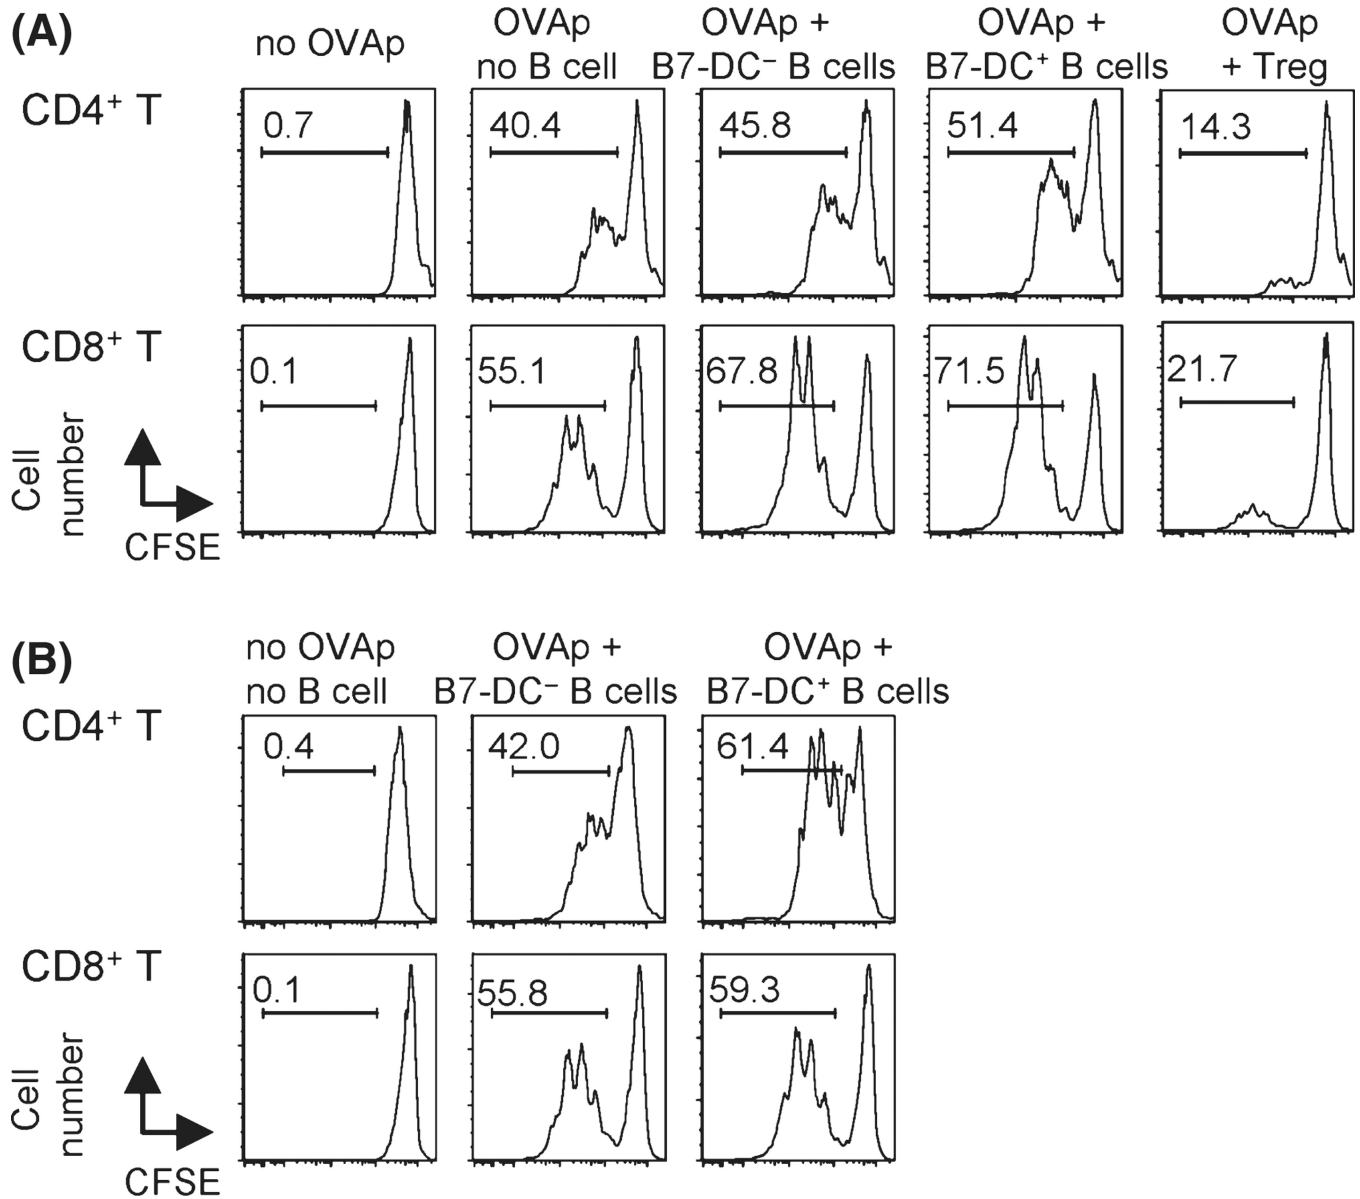 (A)
no OVAp
OVAp
no B cell
OVAp +
B7-DC⁻ B cells
OVAp +
B7-DC⁺ B cells
OVAp
+ Treg
CD4⁺ T
0.7
40.4
45.8
51.4
14.3
CD8⁺ T
0.1
55.1
67.8
71.5
21.7
Cell
number
CFSE
(B)
no OVAp
no B cell
OVAp +
B7-DC⁻ B cells
OVAp +
B7-DC⁺ B cells
CD4⁺ T
0.4
42.0
61.4
CD8⁺ T
0.1
55.8
59.3
Cell
number
CFSE